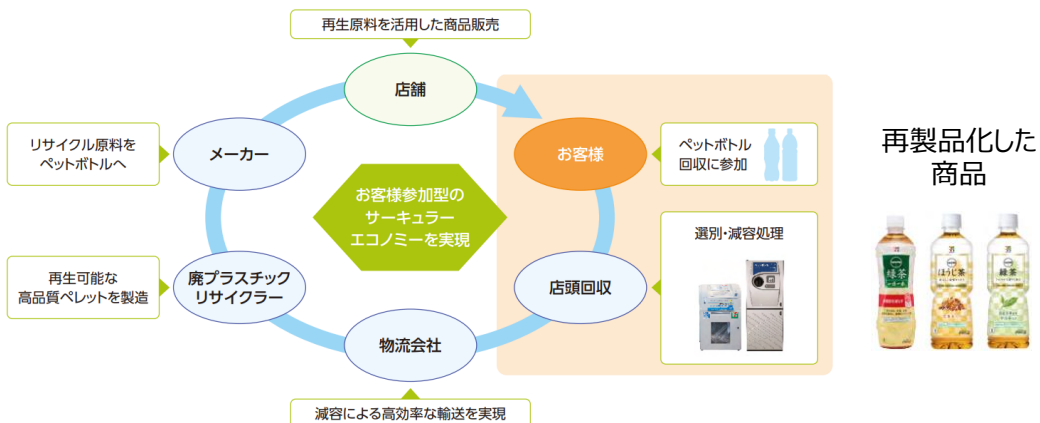 再生原料を活用した商品販売
店舗
お客様
ペットボトル
回収に参加
メーカー
リサイクル原料を
ペットボトルへ
お客様参加型の
サーキュラー
エコノミーを実現
選別・減容処理
店頭回収
廃プラスチック
リサイクラー
再生可能な
高品質ペレットを製造
物流会社
減容による高効率な輸送を実現
再製品化した
商品
緑茶
ほうじ茶
緑茶